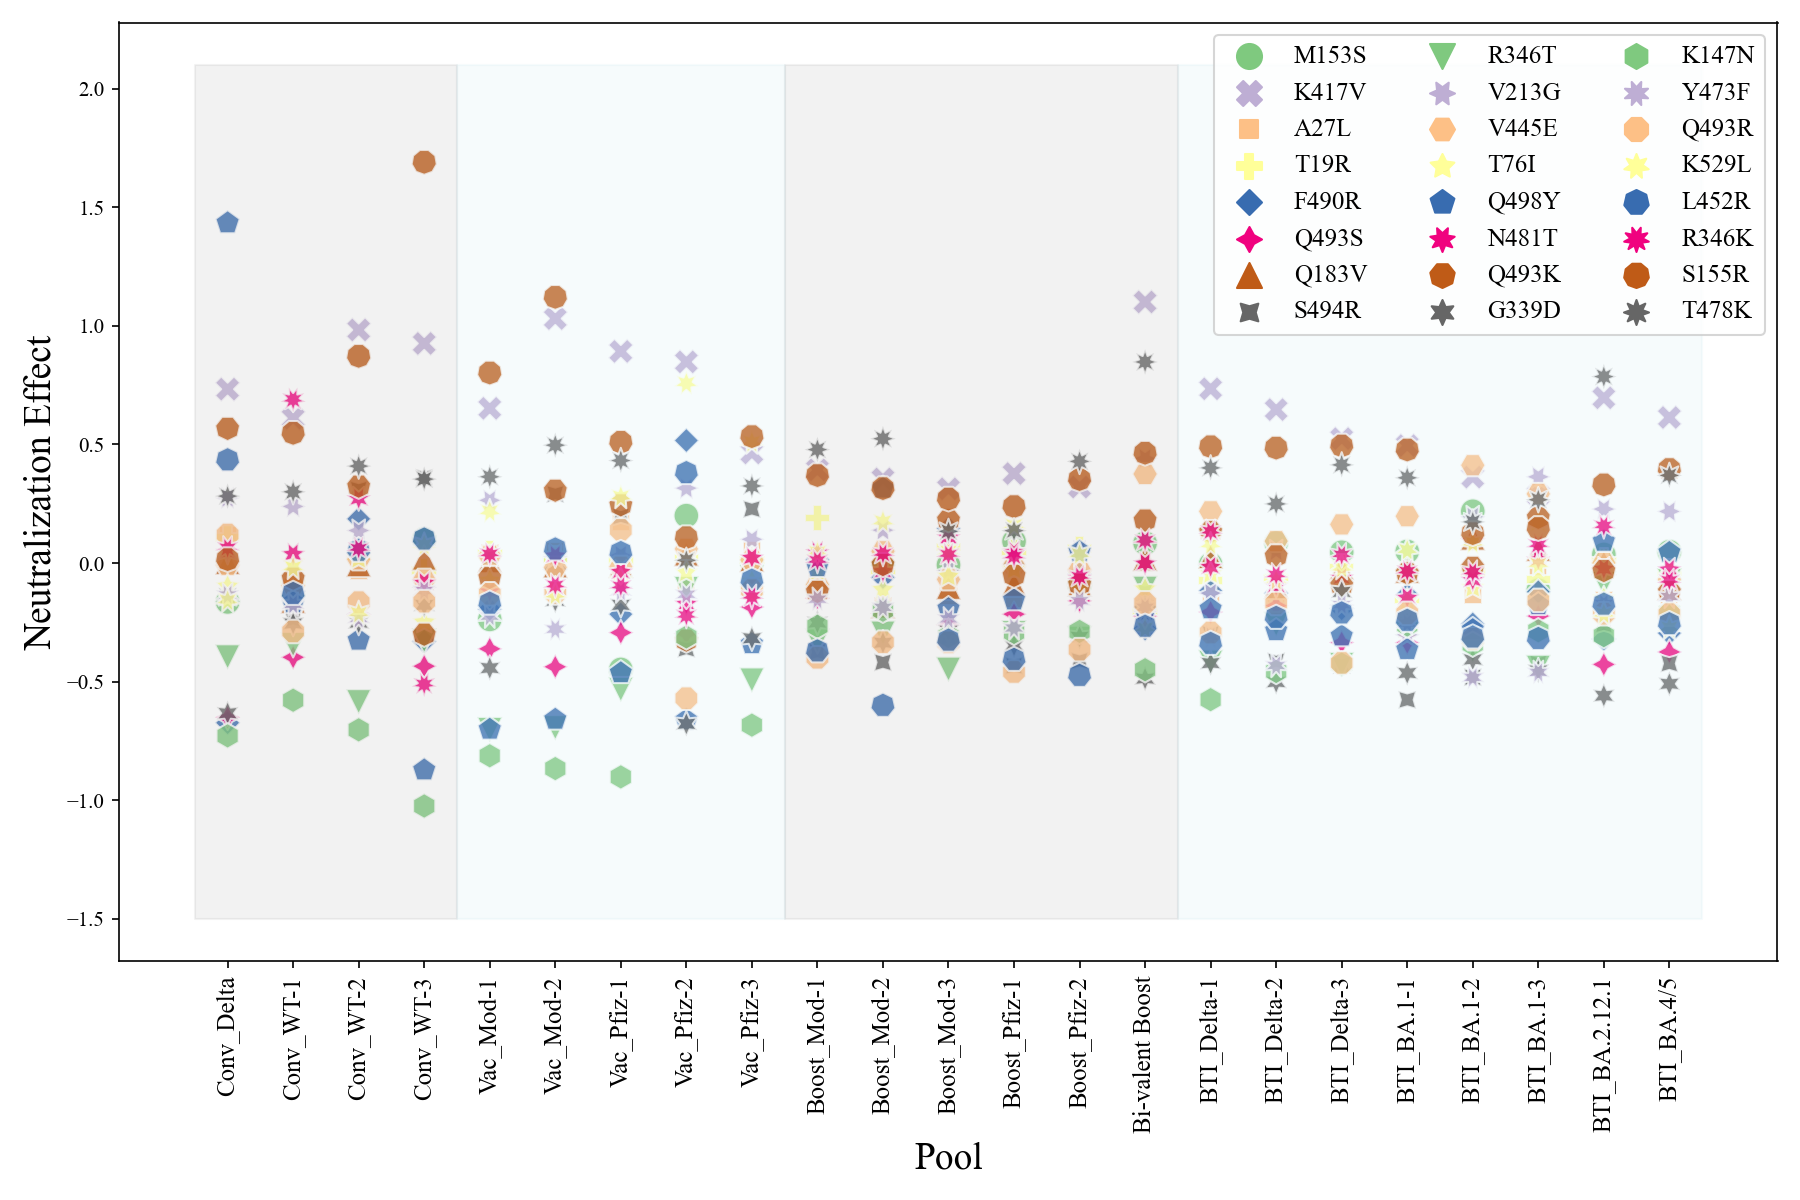 M153S R346T K147N
K417V V213G Y473F
A27L V445E Q493R
T19R T76I K529L
F490R Q498Y L452R
Q493S N481T R346K
Q183V Q493K S155R
S494R G339D T478K
Neutralization Effect
2.0
1.5
1.0
0.5
0.0
−0.5
−1.0
−1.5
Conv_Delta
Conv_WT-1
Conv_WT-2
Conv_WT-3
Vac_Mod-1
Vac_Mod-2
Vac_Pfiz-1
Vac_Pfiz-2
Vac_Pfiz-3
Boost_Mod-1
Boost_Mod-2
Boost_Mod-3
Boost_Pfiz-1
Boost_Pfiz-2
Bi-valent Boost
BTI_Delta-1
BTI_Delta-2
BTI_Delta-3
BTI_BA.1-1
BTI_BA.1-2
BTI_BA.1-3
BTI_BA.2.12.1
BTI_BA.4/5
Pool